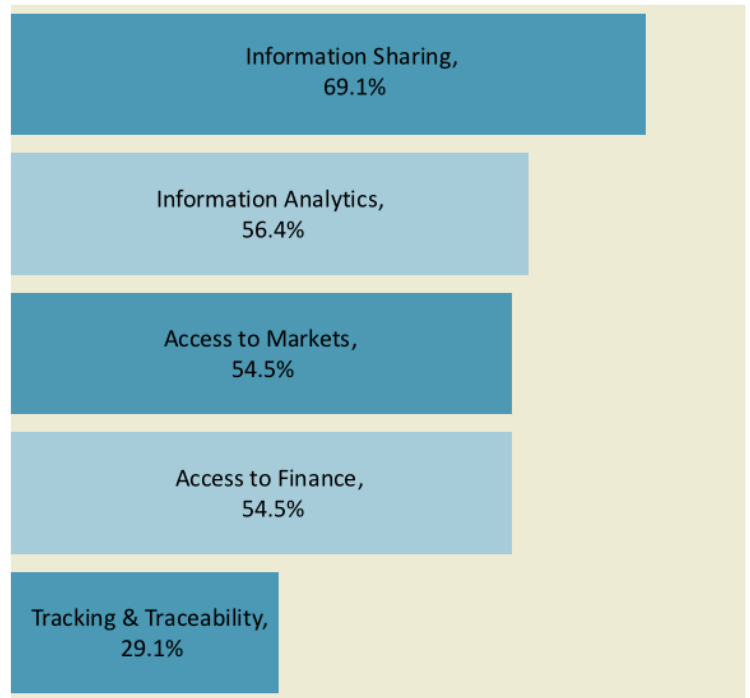 Information Sharing,
69.1%
Information Analytics,
56.4%
Access to Markets,
54.5%
Access to Finance,
54.5%
Tracking & Traceability,
29.1%